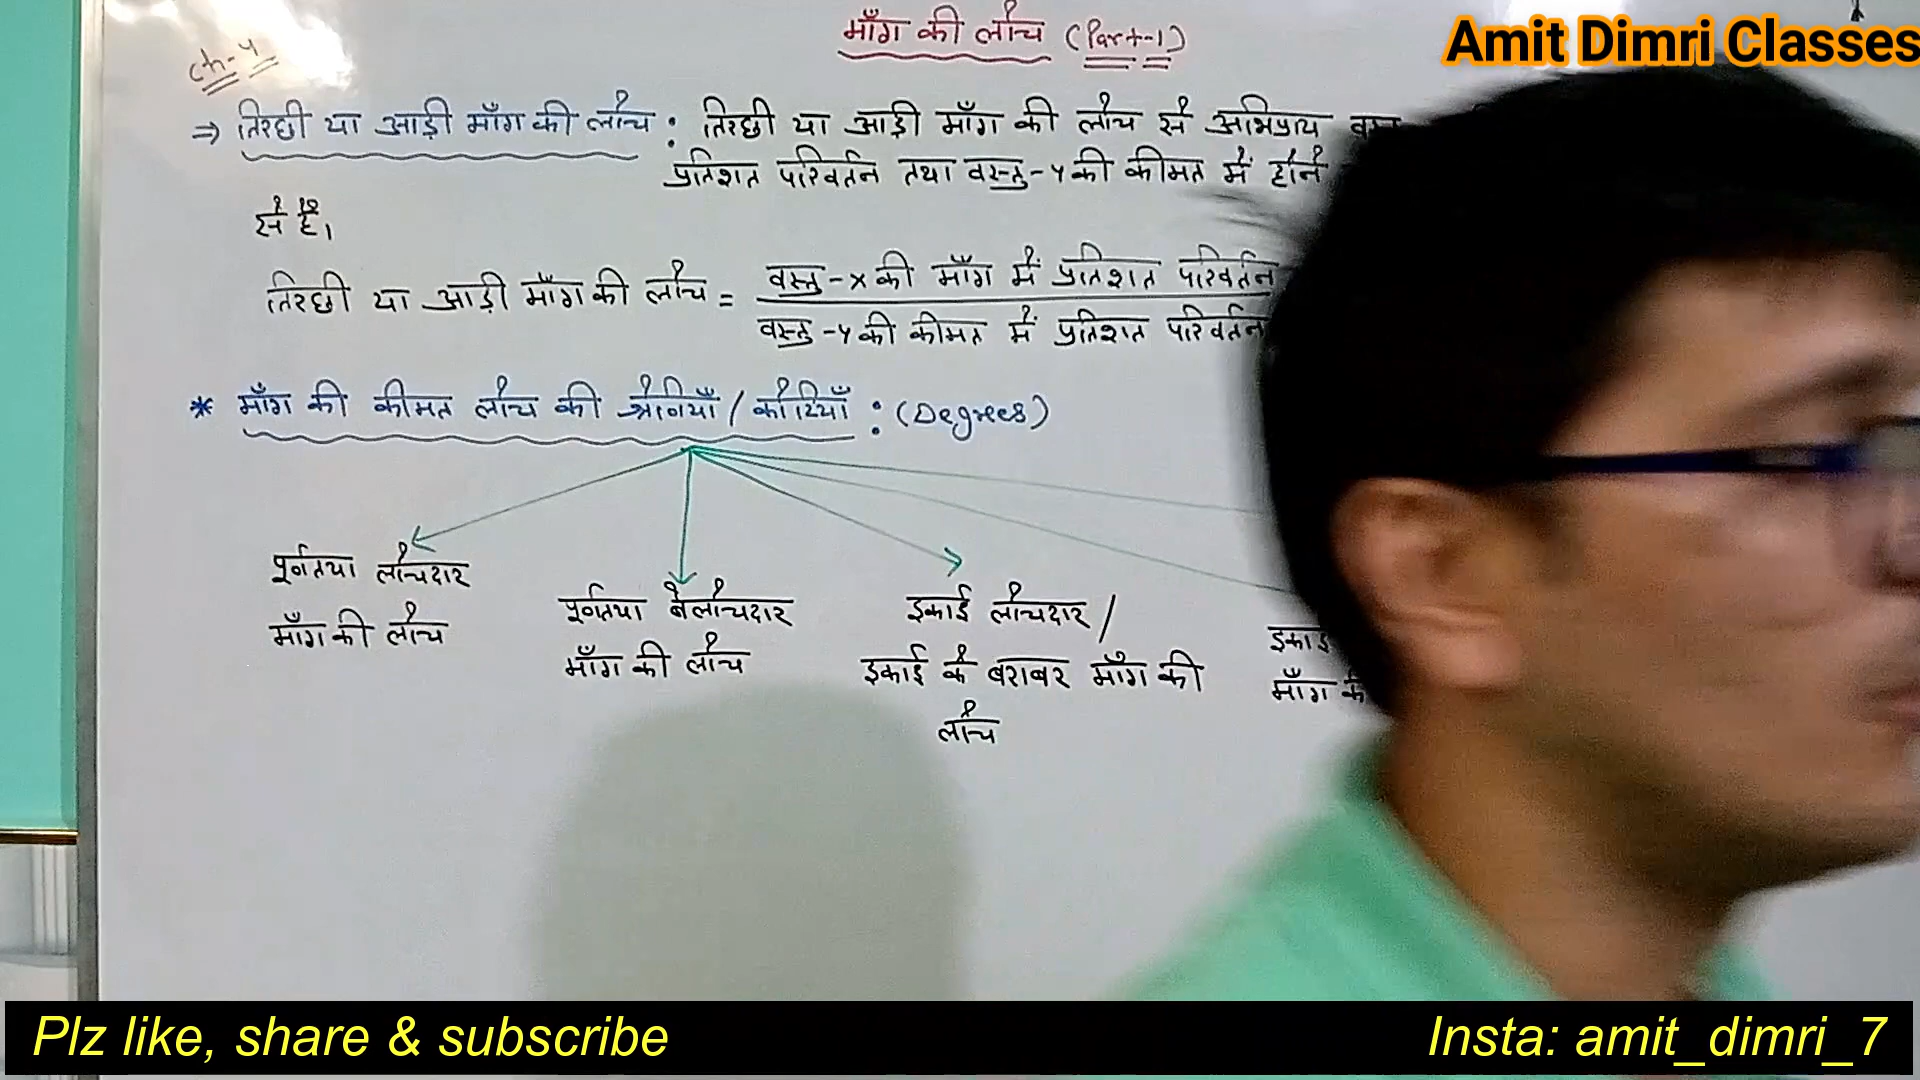 माँग की लोच (Part-1)
Amit Dimri Classes
Ch-4
⇒ तिरछी या आड़ी माँग की लोच : तिरछी या आड़ी माँग की लोच से अभिप्राय
प्रतिशत परिवर्तन तथा वस्तु-y की कीमत में होने
से है।
तिरछी या आड़ी माँग की लोच = वस्तु-x की माँग में प्रतिशत परिवर्तन
वस्तु-y की कीमत में प्रतिशत परिवर्तन
* माँग की कीमत लोच की श्रेणियाँ / कोटियाँ : (Degrees)
पूर्णतया लोचदार
माँग की लोच
पूर्णतया बेलोचदार
माँग की लोच
इकाई लोचदार /
इकाई के बराबर माँग की
लोच
इकाई
माँग
Plz like, share & subscribe
Insta: amit_dimri_7